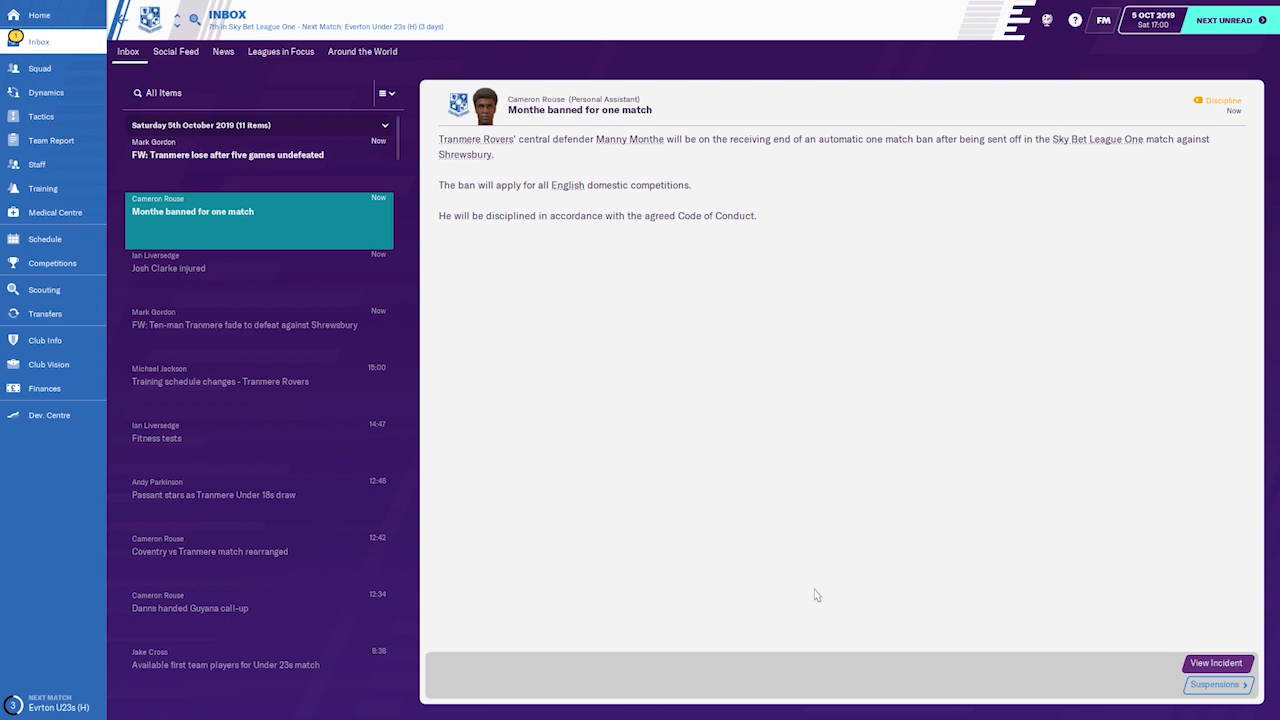 Home
1
Inbox
Squad
Dynamics
Tactics
Team Report
Staff
Training
Medical Centre
Schedule
Competitions
Scouting
Transfers
Club Info
Club Vision
Finances
Dev. Centre
3
NEXT MATCH
Evrton U23s (H)
INBOX
7th in Sky Bet League One - Next Match: Everton Under 23s (H) (3 days)
?
FM
5 OCT 2019
Sat 17:00
NEXT UNREAD
Inbox Social Feed News Leagues in Focus Around the World
All Items
Saturday 5th October 2019 (11 items)
Mark Gordon Now
FW: Tranmere lose after five games undefeated
Cameron Rouse Now
Monthe banned for one match
Ian Liversedge Now
Josh Clarke injured
Mark Gordon Now
FW: Ten-man Tranmere fade to defeat against Shrewsbury
Michael Jackson 15:00
Training schedule changes - Tranmere Rovers
Ian Liversedge 14:47
Fitness tests
Andy Parkinson 12:48
Passant stars as Tranmere Under 18s draw
Cameron Rouse 12:42
Coventry vs Tranmere match rearranged
Cameron Rouse 12:34
Danns handed Guyana call-up
Jake Cross 8:38
Available first team players for Under 23s match
Cameron Rouse (Personal Assistant)
Monthe banned for one match
Discipline
Now
Tranmere Rovers' central defender Manny Monthe will be on the receiving end of an automatic one match ban after being sent off in the Sky Bet League One match against
Shrewsbury.
The ban will apply for all English domestic competitions.
He will be disciplined in accordance with the agreed Code of Conduct.
View Incident
Suspensions